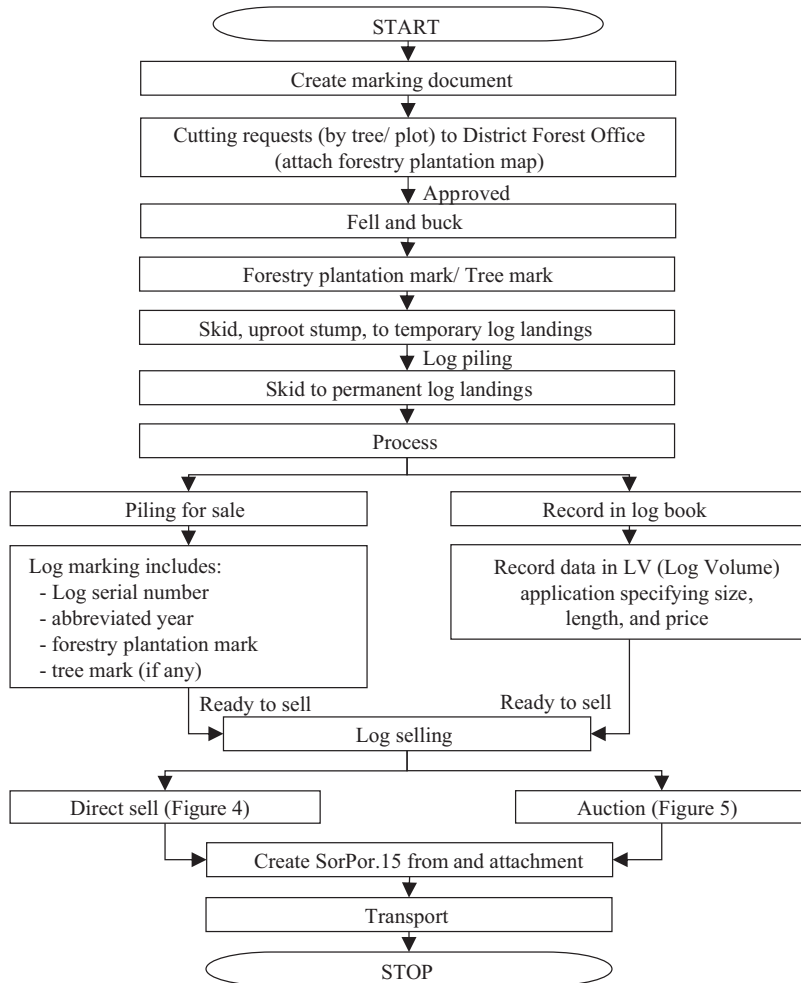 START
Create marking document
Cutting requests (by tree/ plot) to District Forest Office
(attach forestry plantation map)
Approved
Fell and buck
Forestry plantation mark/ Tree mark
Skid, uproot stump, to temporary log landings
Log piling
Skid to permanent log landings
Process
Piling for sale
Record in log book
Log marking includes:
- Log serial number
- abbreviated year
- forestry plantation mark
- tree mark (if any)
Record data in LV (Log Volume)
application specifying size,
length, and price
Ready to sell
Ready to sell
Log selling
Direct sell (Figure 4)
Auction (Figure 5)
Create SorPor.15 from and attachment
Transport
STOP